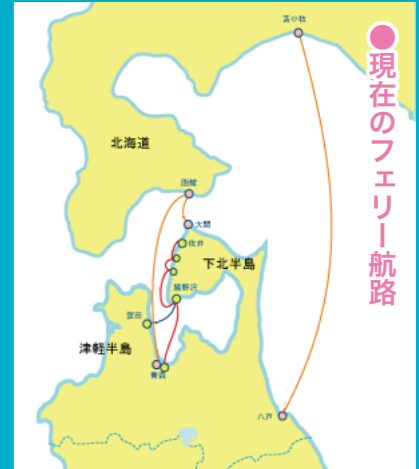 ●現在のフェリー航路
苫小牧
北海道
函館
大間
佐井
下北半島
脇野沢
蟹田
津軽半島
青森
八戸